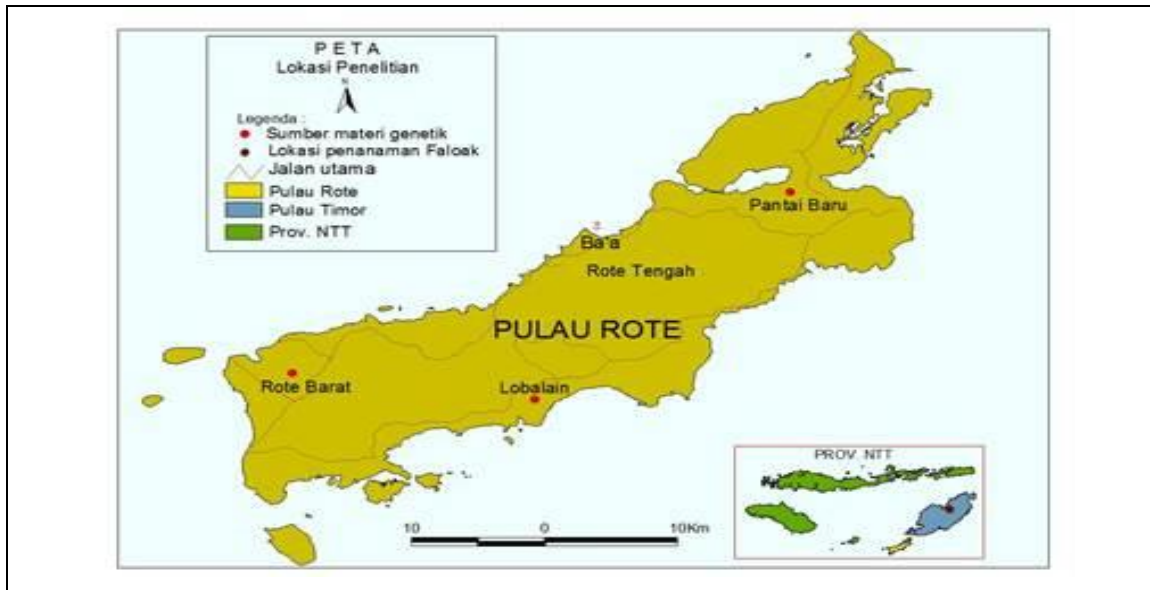 PETA
Lokasi Penelitian
N
Legenda :
Sumber materi genetik
Lokasi penanaman Faloak
Jalan utama
Pulau Rote
Pulau Timor
Prov. NTT
Pantai Baru
Ba'a
Rote Tengah
PULAU ROTE
Rote Barat
Lobalain
PROV. NTT
10 0 10Km